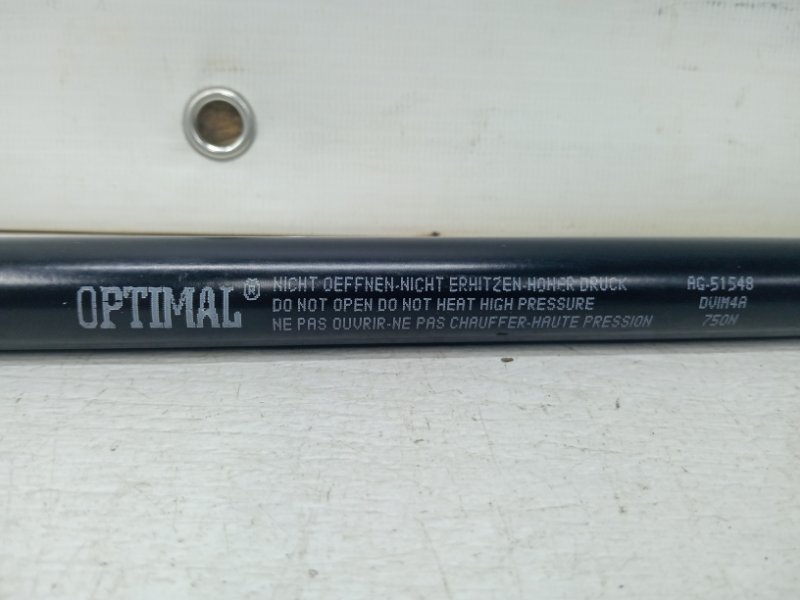 OPTIMAL®
NICHT OEFFNEN-NICHT ERHITZEN-HOHER DRUCK
DO NOT OPEN DO NOT HEAT HIGH PRESSURE
NE PAS OUVRIR-NE PAS CHAUFFER-HAUTE PRESSION
AG-51548
DVIM4A
750N